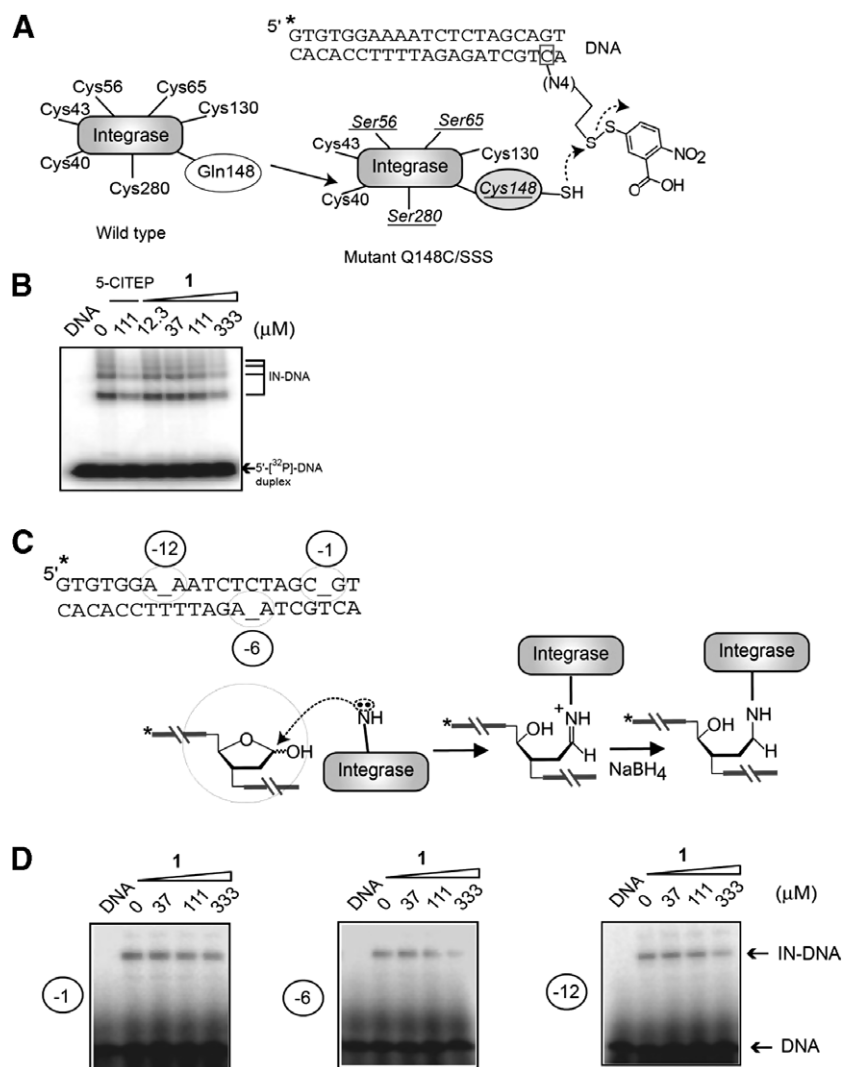 A
5' * GTGTGGAAAATCTCTAGCAGT
CACACCTTTTAGAGATCGTCA
DNA
(N4)
Cys56
Cys65
Cys43
Cys130
Integrase
Cys40
Cys280
Gln148
Wild type
Ser56
Ser65
Cys43
Cys130
Integrase
Cys40
Ser280
Cys148
SH
S
S
NO2
O
OH
Mutant Q148C/SSS
B
5-CITEP 1
DNA 0 111 12.3 37 111 333 (μM)
IN-DNA
5'-[32P]-DNA
duplex
C
-12
-1
5' * GTGTGGA_AATCTCTAGC_GT
CACACCTTTTAGA_ATCGTCA
-6
*
O
OH
NH
Integrase
Integrase
+
NH
*
OH
H
NaBH4
Integrase
NH
*
OH
H
D
1
DNA 0 37 111 333
-1
1
DNA 0 37 111 333
-6
1
DNA 0 37 111 333 (μM)
-12
IN-DNA
DNA